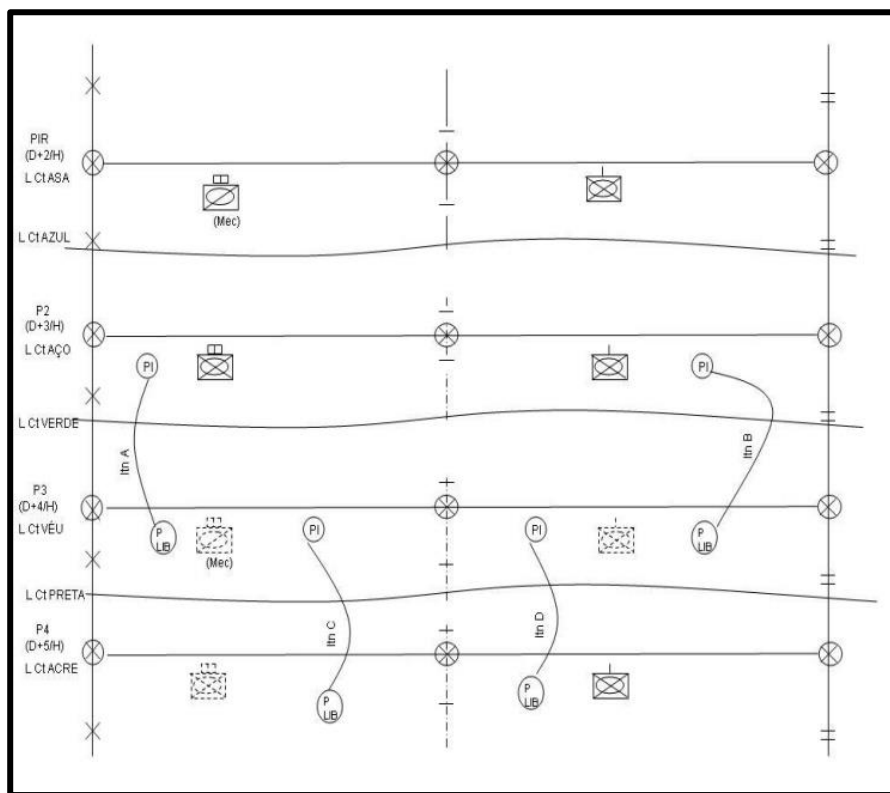 PIR
(D+2/H)
L Ct ASA
(Mec)
L Ct AZUL
P2
(D+3/H)
L Ct AÇO
PI
PI
L Ct VERDE
Itn A
Itn B
P3
(D+4/H)
L Ct VÉU
P
LIB
(Mec)
PI
PI
P
LIB
L Ct PRETA
Itn C
Itn D
P4
(D+5/H)
L Ct ACRE
P
LIB
P
LIB